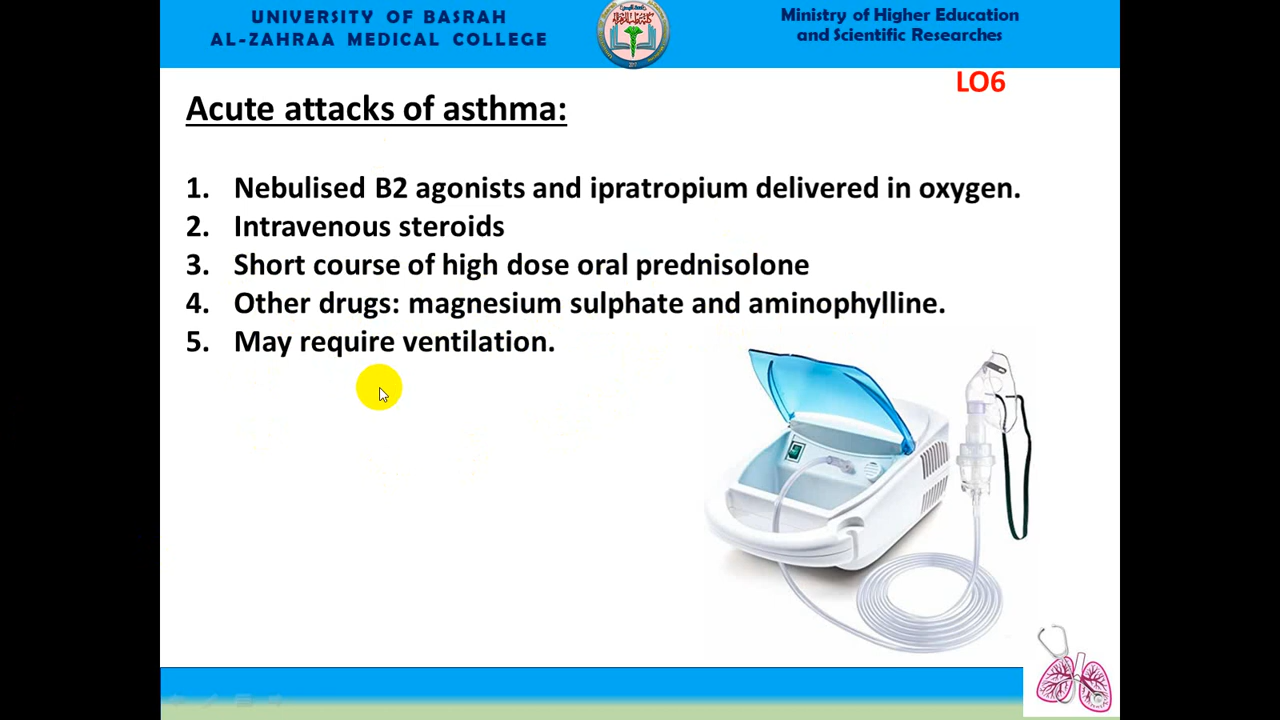 UNIVERSITY OF BASRAH
AL-ZAHRAA MEDICAL COLLEGE
Ministry of Higher Education
and Scientific Researches
LO6
Acute attacks of asthma:
1. Nebulised B2 agonists and ipratropium delivered in oxygen.
2. Intravenous steroids
3. Short course of high dose oral prednisolone
4. Other drugs: magnesium sulphate and aminophylline.
5. May require ventilation.